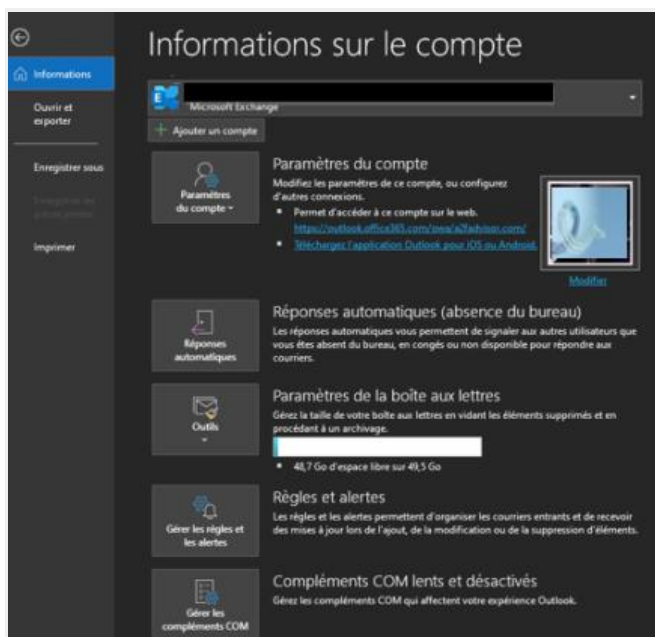 Informations sur le compte
Informations
Ouvrir et
exporter
Enregistrer sous
Imprimer
E
Microsoft Exchange
+ Ajouter un compte
Paramètres
du compte
Paramètres du compte
Modifiez les paramètres de ce compte, ou configurez
d'autres connexions.
Permet d'accéder à ce compte sur le web.
https://outlook.office365.com/owa/a2fadvisor.com/
Téléchargez l'application Outlook pour iOS ou Android.
Modifier
Réponses
automatiques
Réponses automatiques (absence du bureau)
Les réponses automatiques vous permettent de signaler aux autres utilisateurs que
vous êtes absent du bureau, en congés ou non disponible pour répondre aux
courriers.
Outils
Paramètres de la boîte aux lettres
Gérez la taille de votre boîte aux lettres en vidant les éléments supprimés et en
procédant à un archivage.
48,7 Go d'espace libre sur 49,5 Go
Gérer les règles et
les alertes
Règles et alertes
Les règles et les alertes permettent d'organiser les courriers entrants et de recevoir
des mises à jour lors de l'ajout, de la modification ou de la suppression d'éléments.
Gérer les
compléments COM
Compléments COM lents et désactivés
Gérez les compléments COM qui affectent votre expérience Outlook.